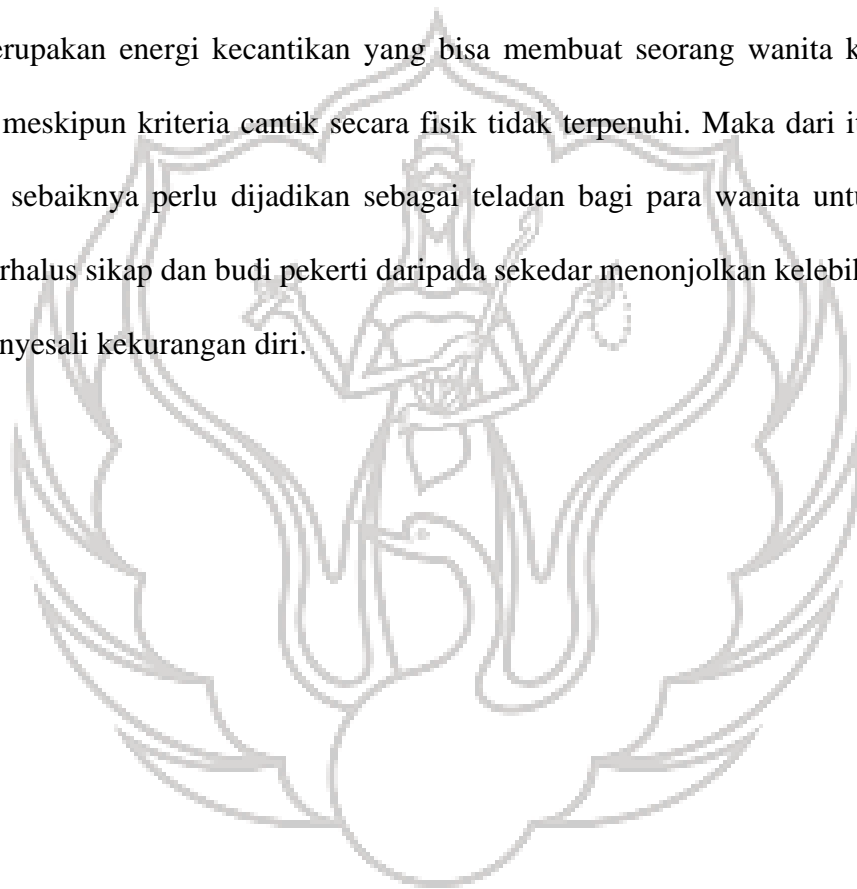 erupakan energi kecantikan yang bisa membuat seorang wanita k
meskipun kriteria cantik secara fisik tidak terpenuhi. Maka dari it
sebaiknya perlu dijadikan sebagai teladan bagi para wanita untu
rhalus sikap dan budi pekerti daripada sekedar menonjolkan kelebih
nyesali kekurangan diri.